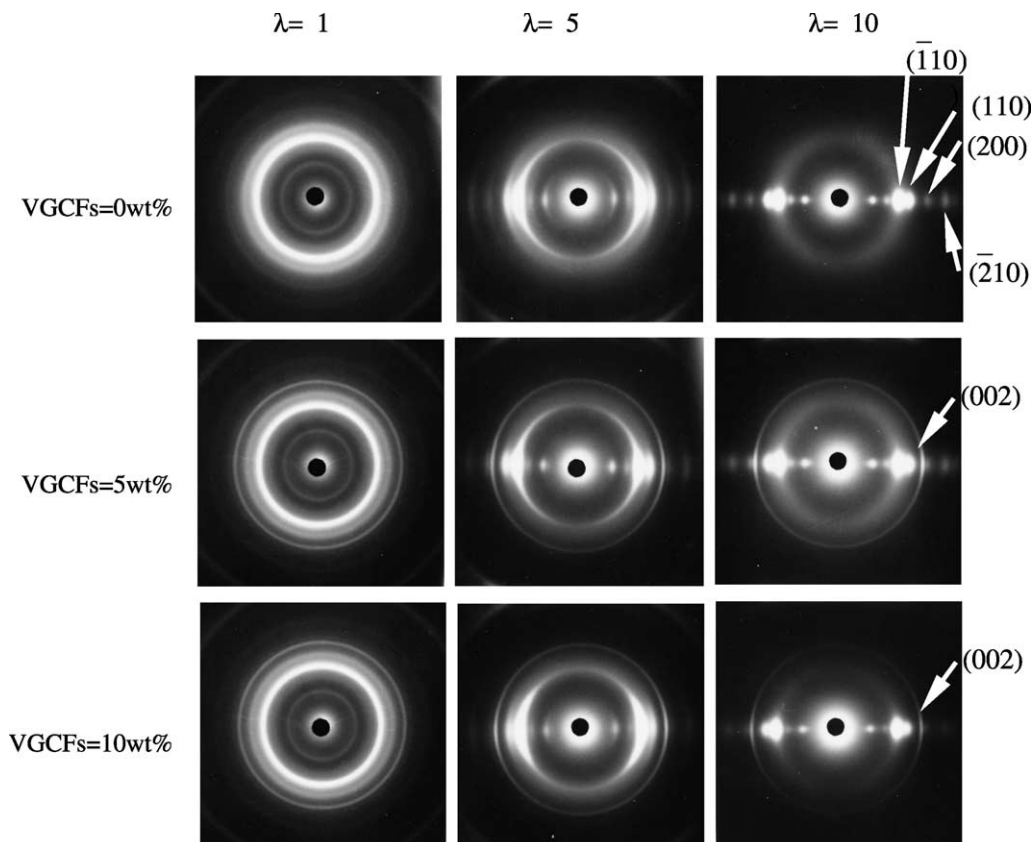 λ= 1
λ= 5
λ= 10
(1̅10)
(110)
(200)
VGCFs=0wt%
(2̅10)
(002)
VGCFs=5wt%
(002)
VGCFs=10wt%